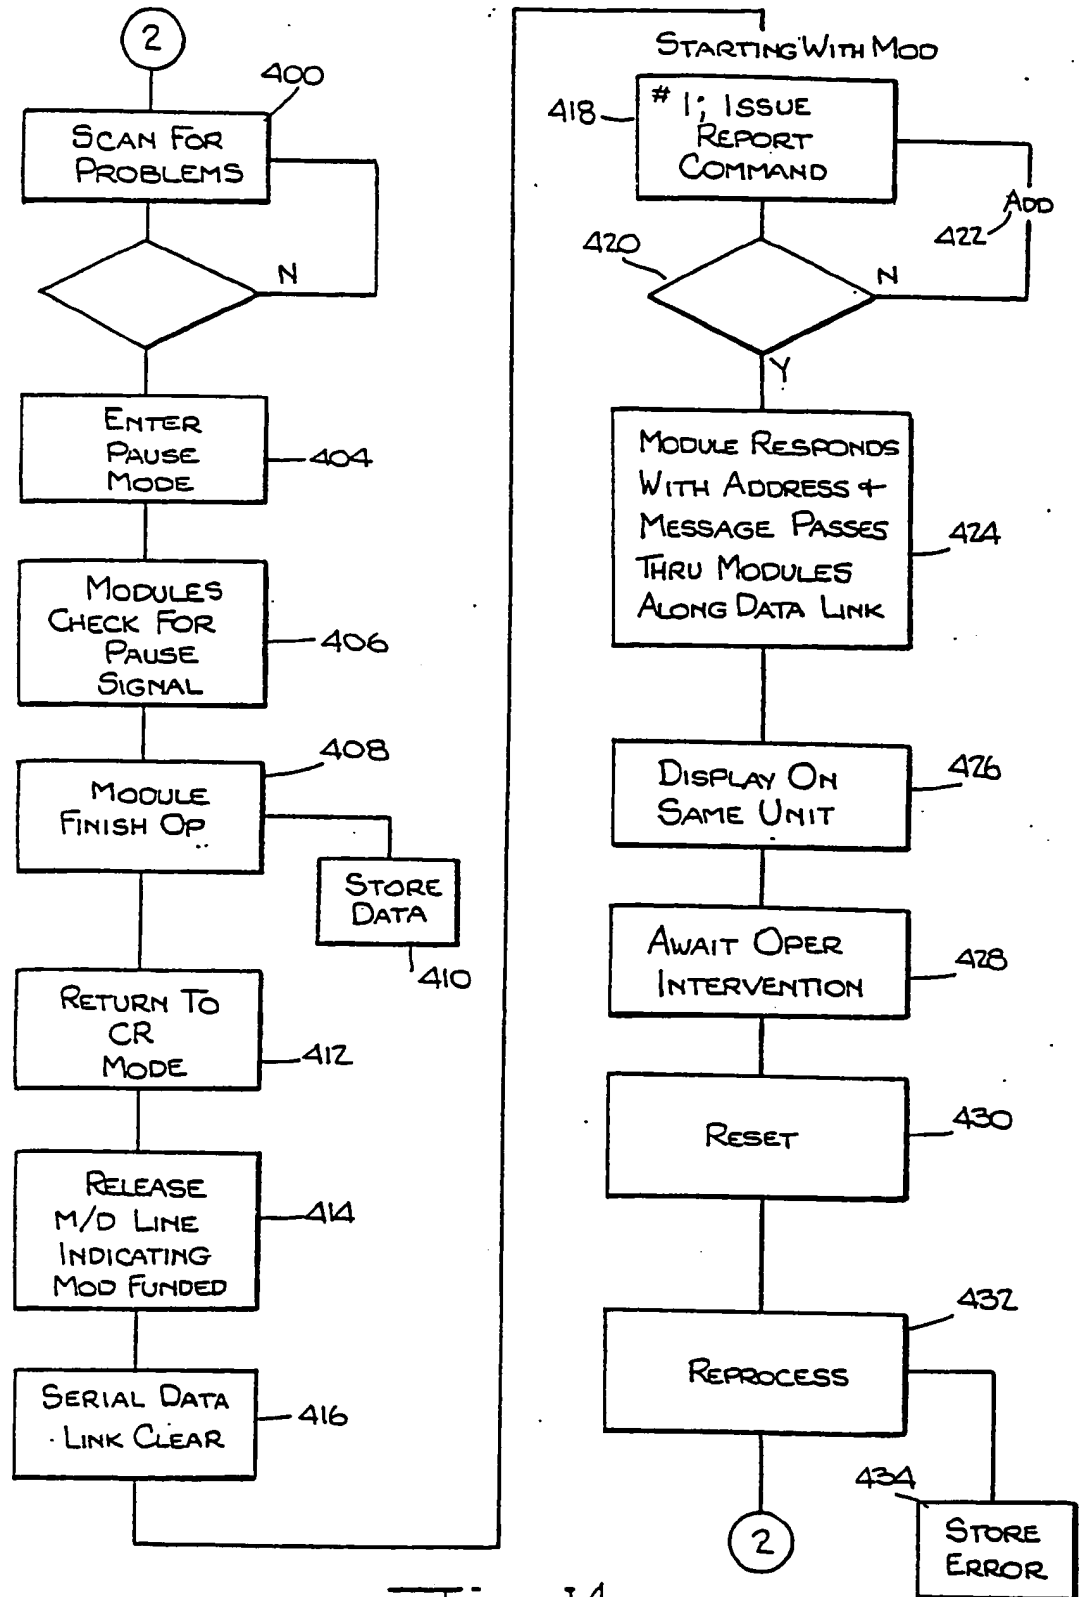 2
400
SCAN FOR
PROBLEMS
N
ENTER
PAUSE
MODE
404
MODULES
CHECK FOR
PAUSE
SIGNAL
406
408
MODULE
FINISH OP
STORE
DATA
410
RETURN TO
CR
MODE
412
RELEASE
M/D LINE
INDICATING
MOD FUNDED
414
SERIAL DATA
LINK CLEAR
416
STARTING WITH MOD
# 1; ISSUE
REPORT
COMMAND
418
ADD
422
420
N
Y
MODULE RESPONDS
WITH ADDRESS +
MESSAGE PASSES
THRU MODULES
ALONG DATA LINK
424
DISPLAY ON
SAME UNIT
426
AWAIT OPER
INTERVENTION
428
RESET
430
432
REPROCESS
434
STORE
ERROR
2